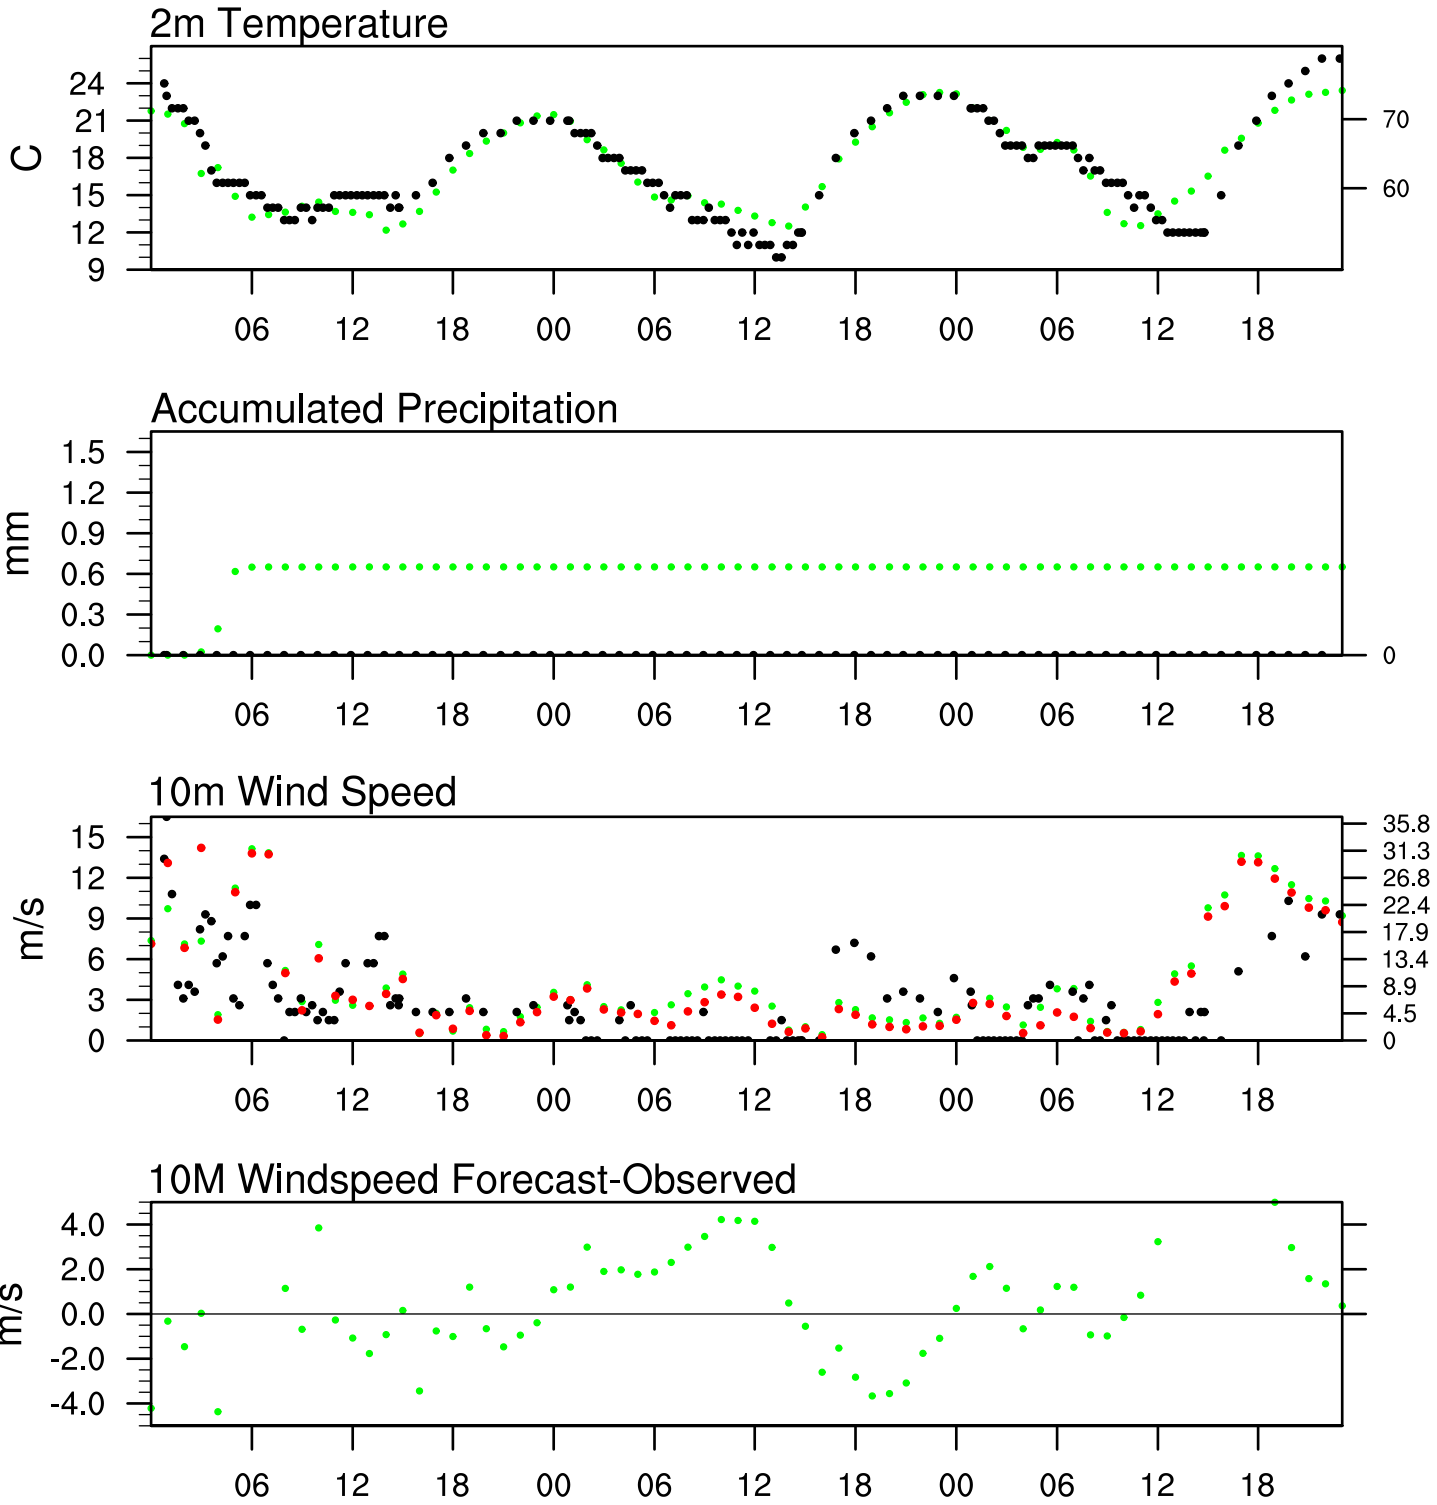 2m Temperature
24
21
18
15
12
9
C
70
60
06 12 18 00 06 12 18 00 06 12 18
Accumulated Precipitation
1.5
1.2
0.9
0.6
0.3
0.0
mm
0
06 12 18 00 06 12 18 00 06 12 18
10m Wind Speed
15
12
9
6
3
0
m/s
35.8
31.3
26.8
22.4
17.9
13.4
8.9
4.5
0
06 12 18 00 06 12 18 00 06 12 18
10M Windspeed Forecast-Observed
4.0
2.0
0.0
-2.0
-4.0
m/s
06 12 18 00 06 12 18 00 06 12 18